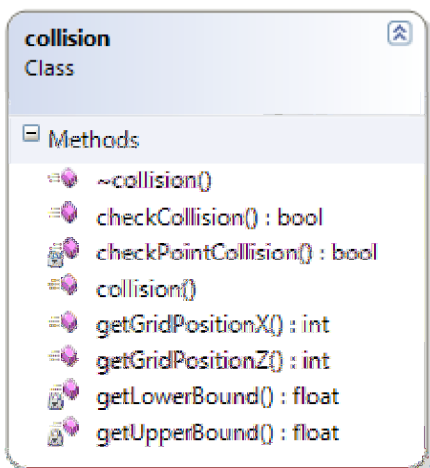 collision
Class
Methods
~collision()
checkCollision() : bool
checkPointCollision() : bool
collision()
getGridPositionX() : int
getGridPositionZ() : int
getLowerBound() : float
getUpperBound() : float